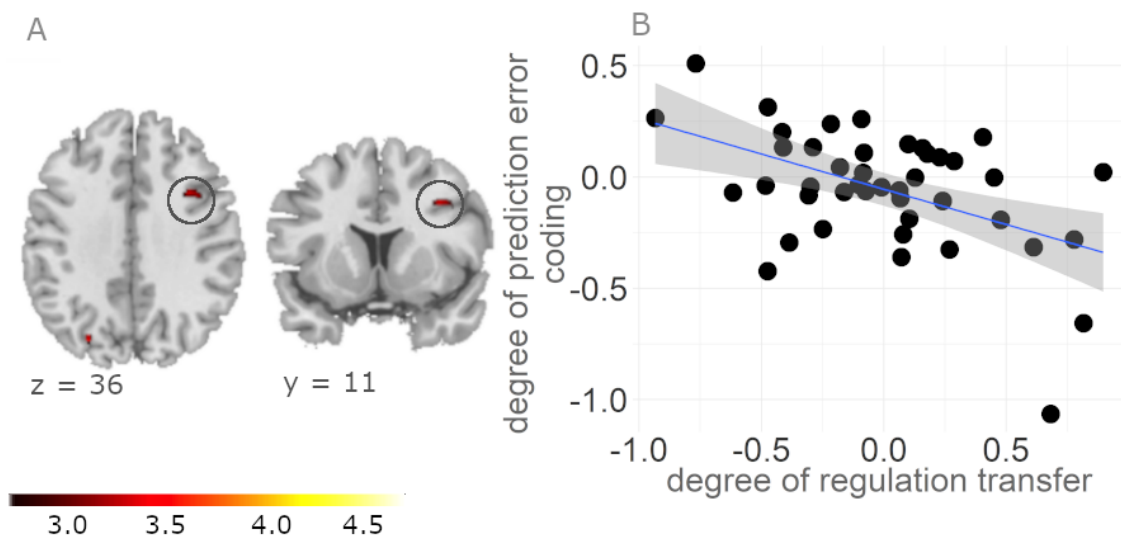 A
z = 36
y = 11
3.0 3.5 4.0 4.5
B
degree of prediction error
coding
0.5
0.0
-0.5
-1.0
-1.0 -0.5 0.0 0.5
degree of regulation transfer